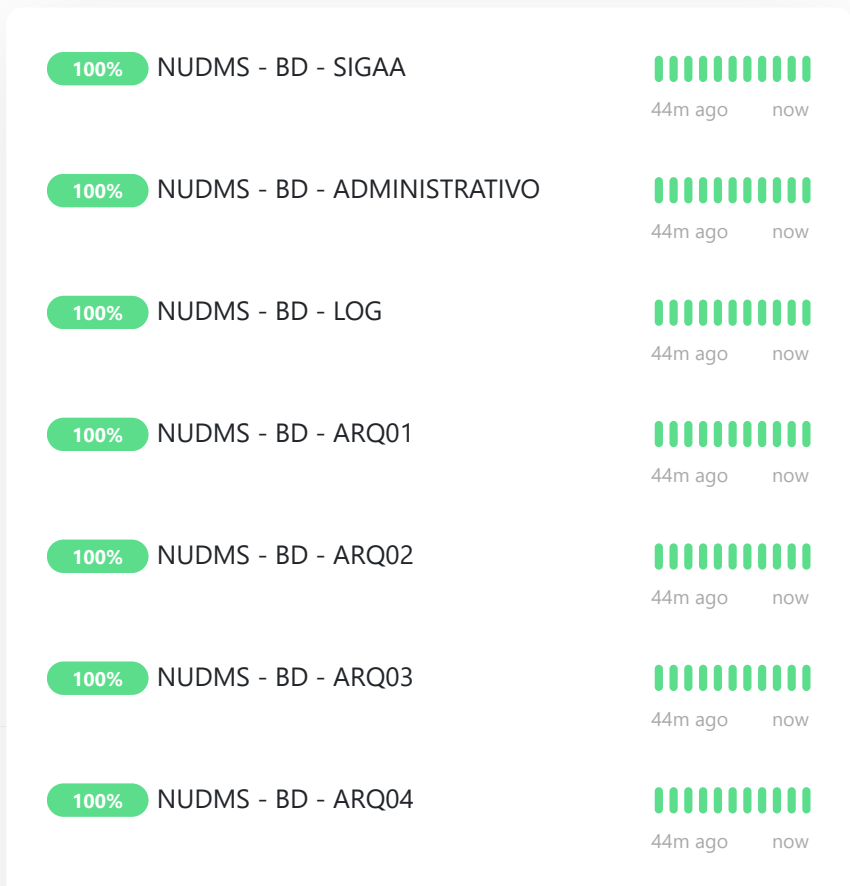 100% NUDMS - BD - SIGAA
44m ago now
100% NUDMS - BD - ADMINISTRATIVO
44m ago now
100% NUDMS - BD - LOG
44m ago now
100% NUDMS - BD - ARQ01
44m ago now
100% NUDMS - BD - ARQ02
44m ago now
100% NUDMS - BD - ARQ03
44m ago now
100% NUDMS - BD - ARQ04
44m ago now